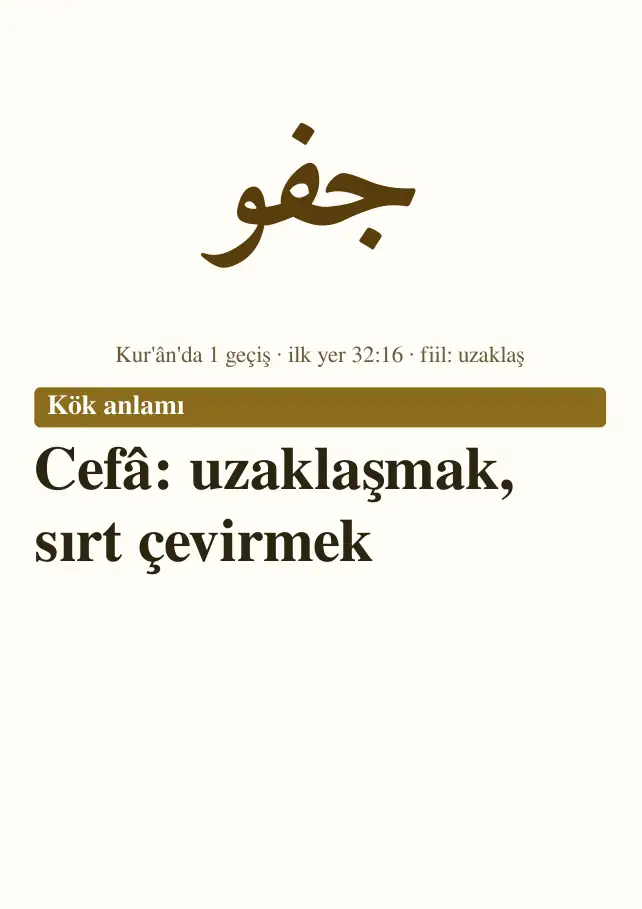 جفو
Kur'ân'da 1 geçiş · ilk yer 32:16 · fiil: uzaklaş
Kök anlamı
Cefâ: uzaklaşmak,
sırt çevirmek